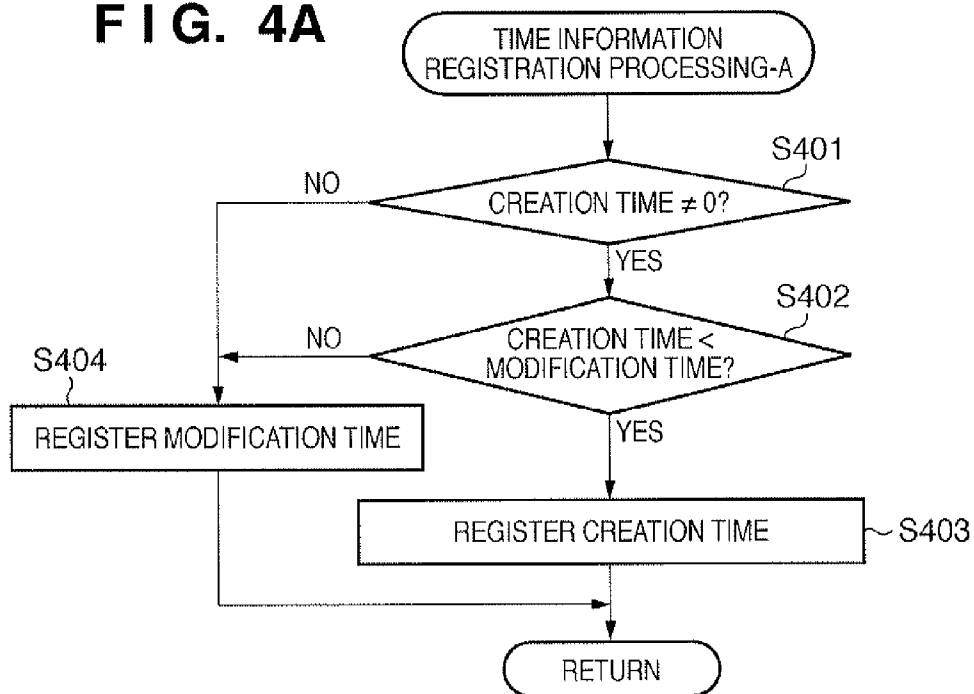 FIG. 4A
TIME INFORMATION
REGISTRATION PROCESSING-A
S401
NO
CREATION TIME ≠ 0?
YES
S402
NO
CREATION TIME <
MODIFICATION TIME?
S404
YES
REGISTER MODIFICATION TIME
REGISTER CREATION TIME
S403
RETURN